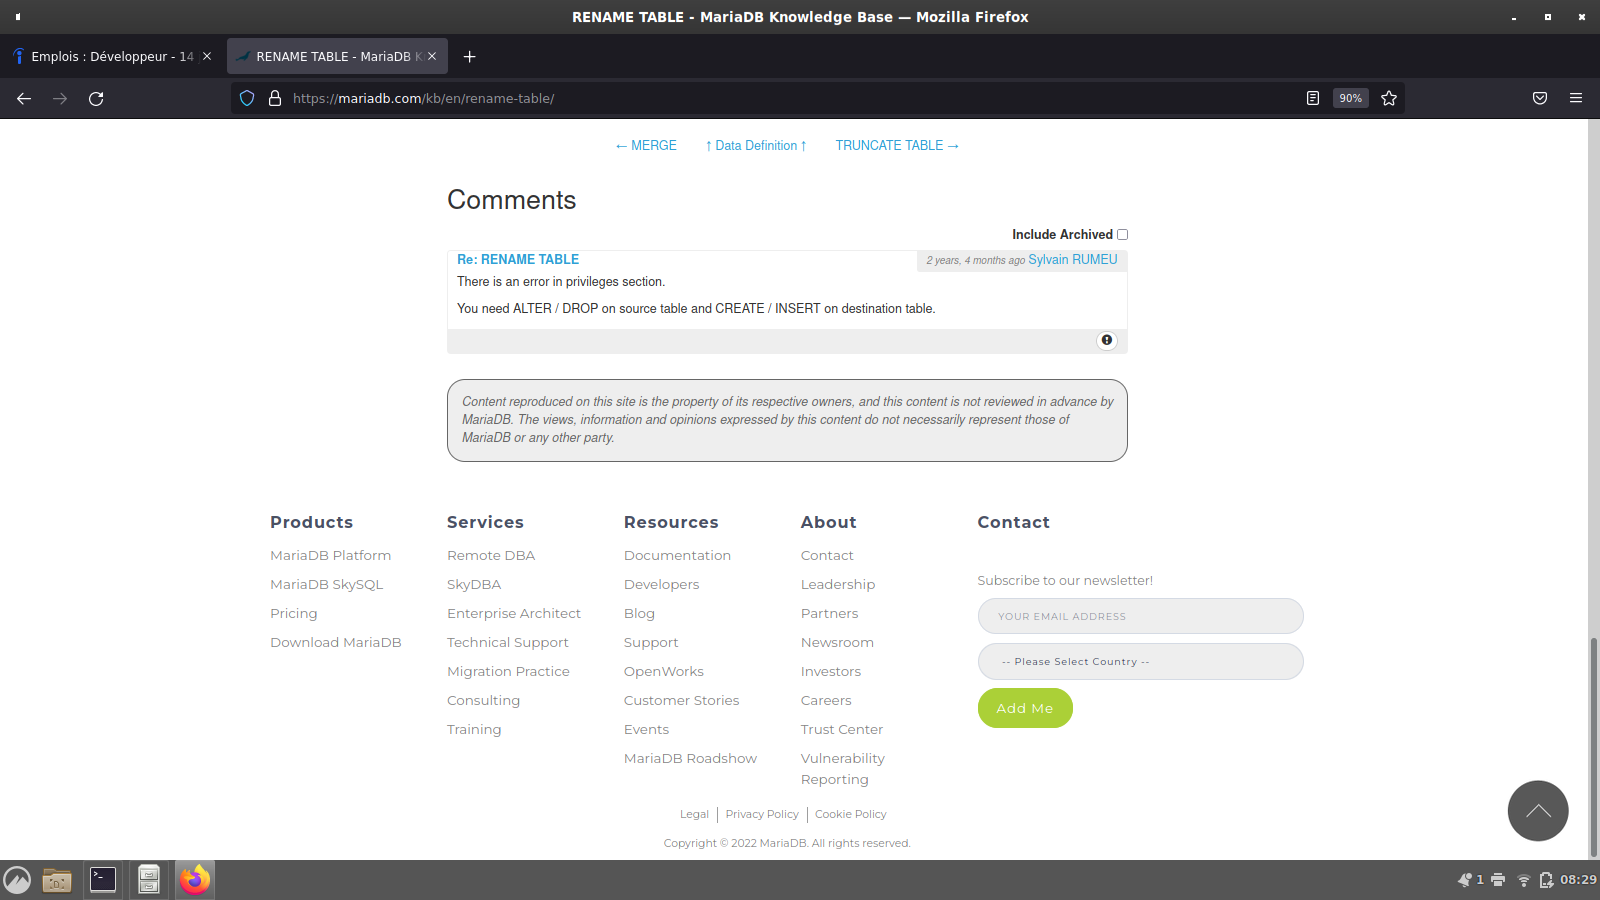 RENAME TABLE - MariaDB Knowledge Base — Mozilla Firefox
Emplois : Développeur - 14
RENAME TABLE - MariaDB K
https://mariadb.com/kb/en/rename-table/
90%
← MERGE ↑ Data Definition ↑ TRUNCATE TABLE →
Comments
Include Archived
Re: RENAME TABLE
2 years, 4 months ago Sylvain RUMEU
There is an error in privileges section.
You need ALTER / DROP on source table and CREATE / INSERT on destination table.
Content reproduced on this site is the property of its respective owners, and this content is not reviewed in advance by
MariaDB. The views, information and opinions expressed by this content do not necessarily represent those of
MariaDB or any other party.
Products
MariaDB Platform
MariaDB SkySQL
Pricing
Download MariaDB
Services
Remote DBA
SkyDBA
Enterprise Architect
Technical Support
Migration Practice
Consulting
Training
Resources
Documentation
Developers
Blog
Support
OpenWorks
Customer Stories
Events
MariaDB Roadshow
About
Contact
Leadership
Partners
Newsroom
Investors
Careers
Trust Center
Vulnerability
Reporting
Contact
Subscribe to our newsletter!
YOUR EMAIL ADDRESS
-- Please Select Country --
Add Me
Legal | Privacy Policy | Cookie Policy
Copyright © 2022 MariaDB. All rights reserved.
1
08:29